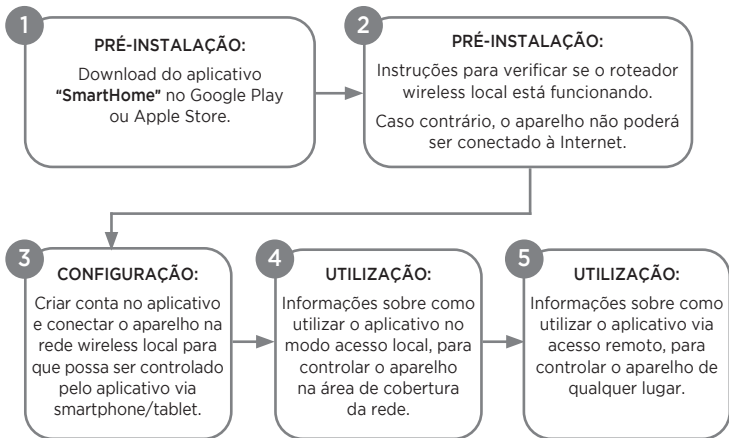 1
PRÉ-INSTALAÇÃO:
Download do aplicativo
"SmartHome" no Google Play
ou Apple Store.
2
PRÉ-INSTALAÇÃO:
Instruções para verificar se o roteador
wireless local está funcionando.
Caso contrário, o aparelho não poderá
ser conectado à Internet.
3
CONFIGURAÇÃO:
Criar conta no aplicativo
e conectar o aparelho na
rede wireless local para
que possa ser controlado
pelo aplicativo via
smartphone/tablet.
4
UTILIZAÇÃO:
Informações sobre como
utilizar o aplicativo no
modo acesso local, para
controlar o aparelho
na área de cobertura
da rede.
5
UTILIZAÇÃO:
Informações sobre como
utilizar o aplicativo via
acesso remoto, para
controlar o aparelho de
qualquer lugar.